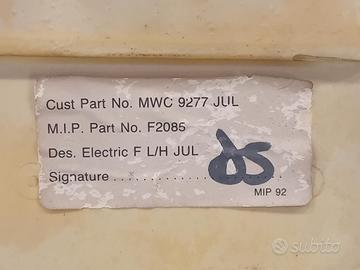 Cust Part No. MWC 9277 JUL
M.I.P. Part No. F2085
Des. Electric F L/H JUL
Signature ..............................
MIP 92
subito